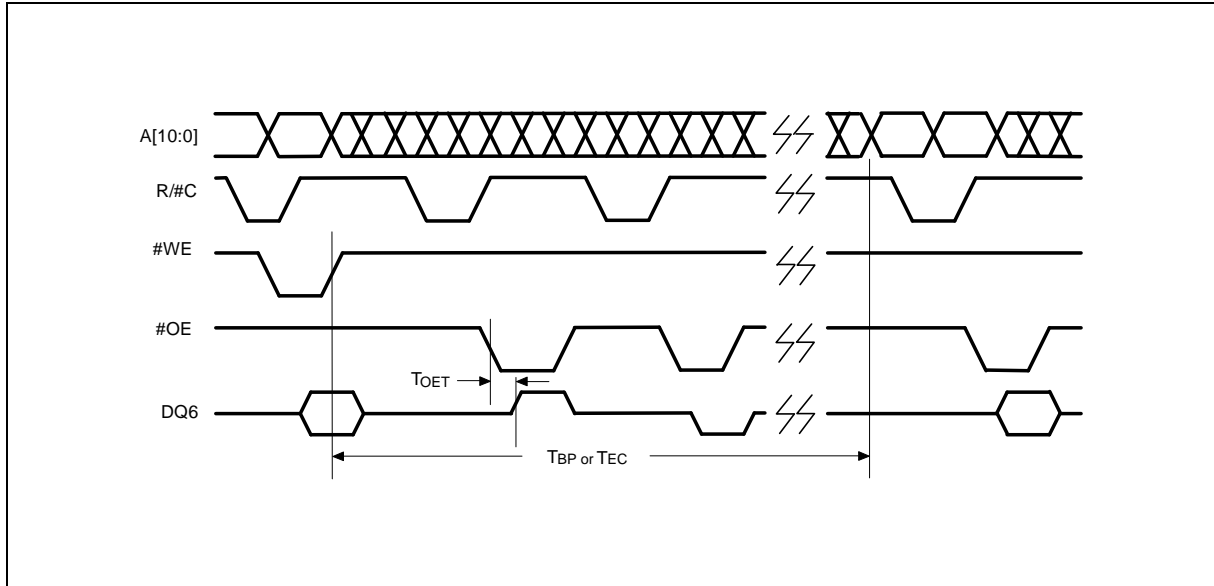 A[10:0]
R/#C
#WE
#OE
TOET
DQ6
TBP or TEC